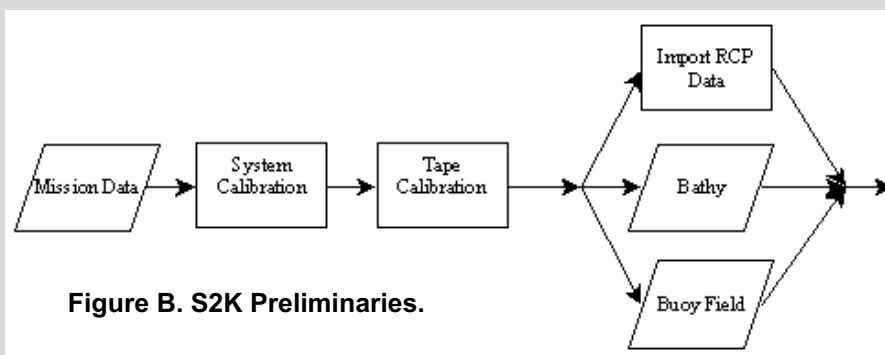 Import RCP
Data
Mission Data
System
Calibration
Tape
Calibration
Bathy
Buoy Field
Figure B. S2K Preliminaries.